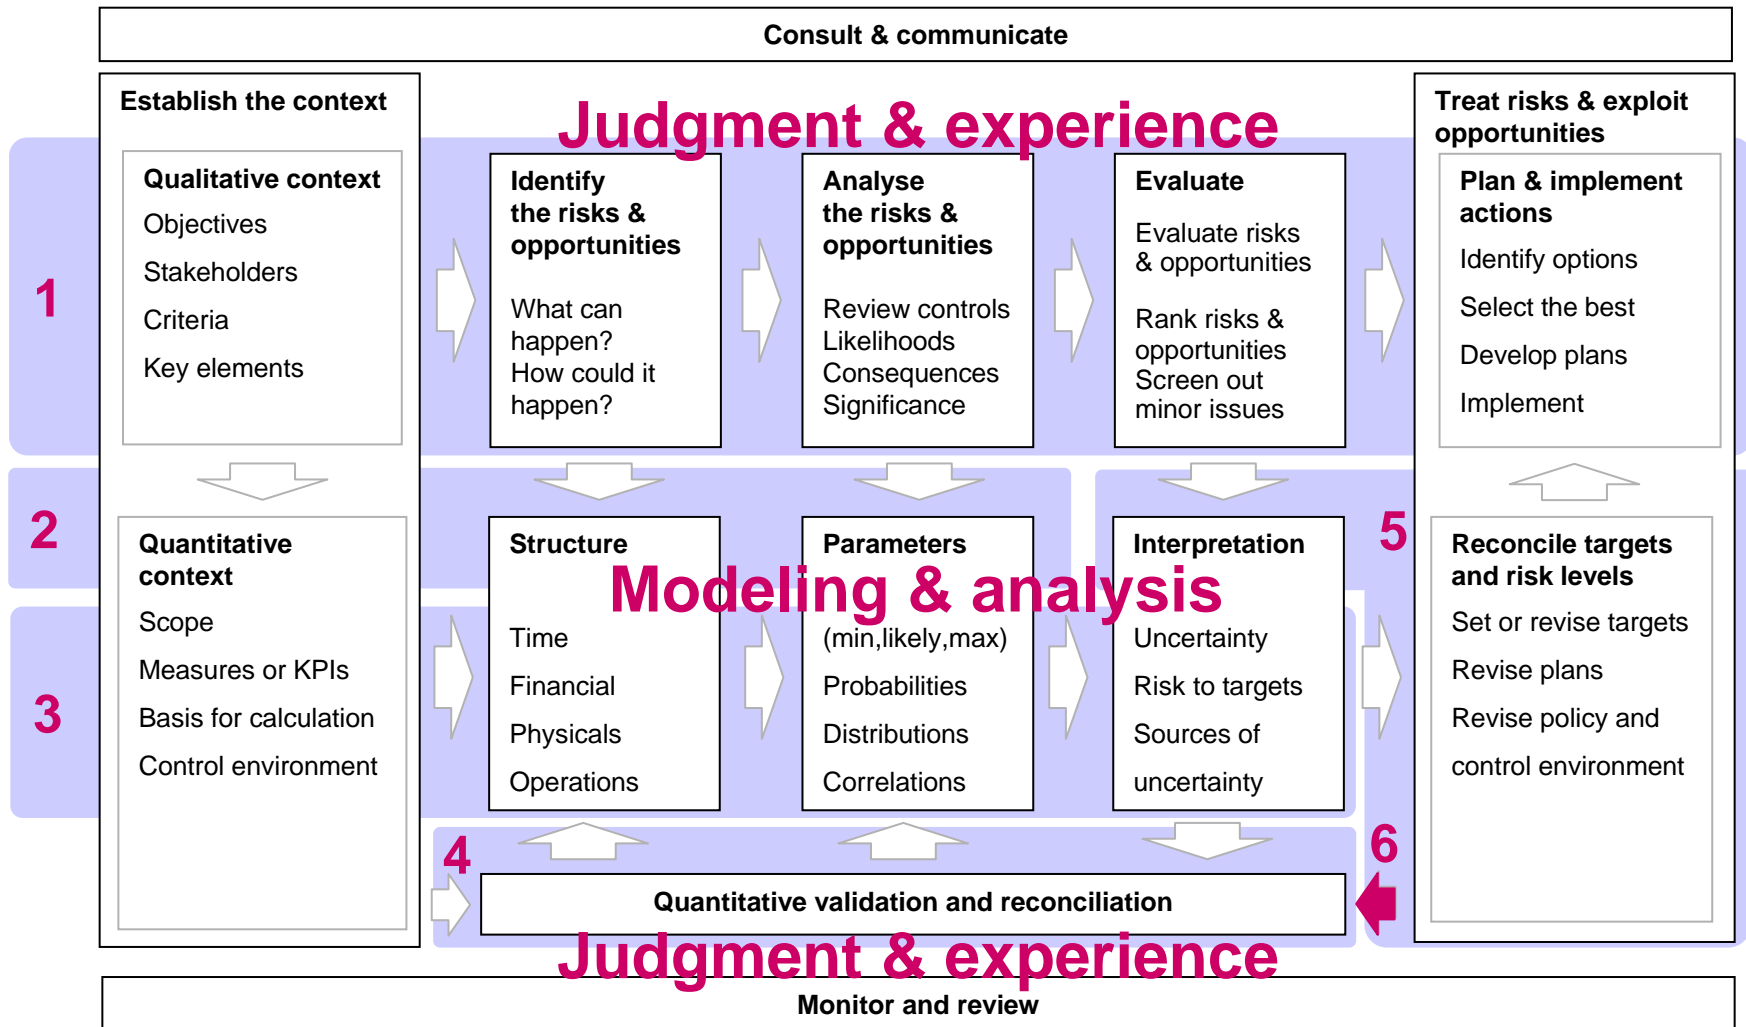 Consult & communicate
Establish the context
Judgment & experience
Treat risks & exploit
opportunities
1
Qualitative context
Objectives
Stakeholders
Criteria
Key elements
Identify
the risks &
opportunities
What can
happen?
How could it
happen?
Analyse
the risks &
opportunities
Review controls
Likelihoods
Consequences
Significance
Evaluate
Evaluate risks
& opportunities
Rank risks &
opportunities
Screen out
minor issues
Plan & implement
actions
Identify options
Select the best
Develop plans
Implement
2
Modeling & analysis
3
Quantitative
context
Scope
Measures or KPIs
Basis for calculation
Control environment
Structure
Time
Financial
Physicals
Operations
Parameters
(min,likely,max)
Probabilities
Distributions
Correlations
Interpretation
Uncertainty
Risk to targets
Sources of
uncertainty
5
Reconcile targets
and risk levels
Set or revise targets
Revise plans
Revise policy and
control environment
4
6
Quantitative validation and reconciliation
Judgment & experience
Monitor and review